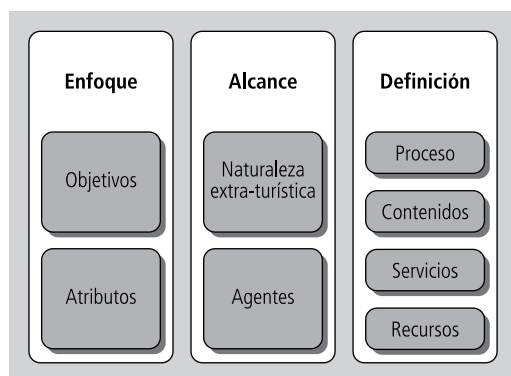 Enfoque
Objetivos
Atributos
Alcance
Naturaleza
extra-turística
Agentes
Definición
Proceso
Contenidos
Servicios
Recursos